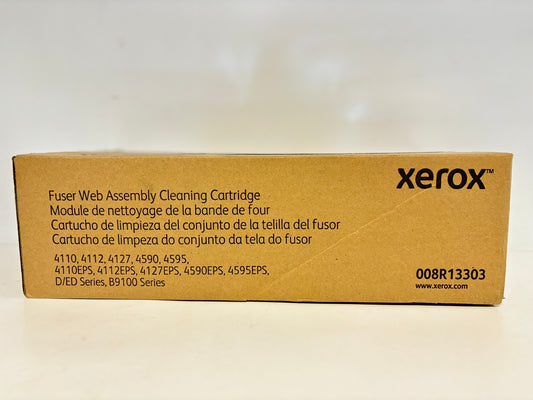 xerox™
Fuser Web Assembly Cleaning Cartridge
Module de nettoyage de la bande de four
Cartucho de limpieza del conjunto de la telilla del fusor
Cartucho de limpeza do conjunto da tela do fusor
4110, 4112, 4127, 4590, 4595,
4110EPS, 4112EPS, 4127EPS, 4590EPS, 4595EPS,
D/ED Series, B9100 Series
008R13303
www.xerox.com